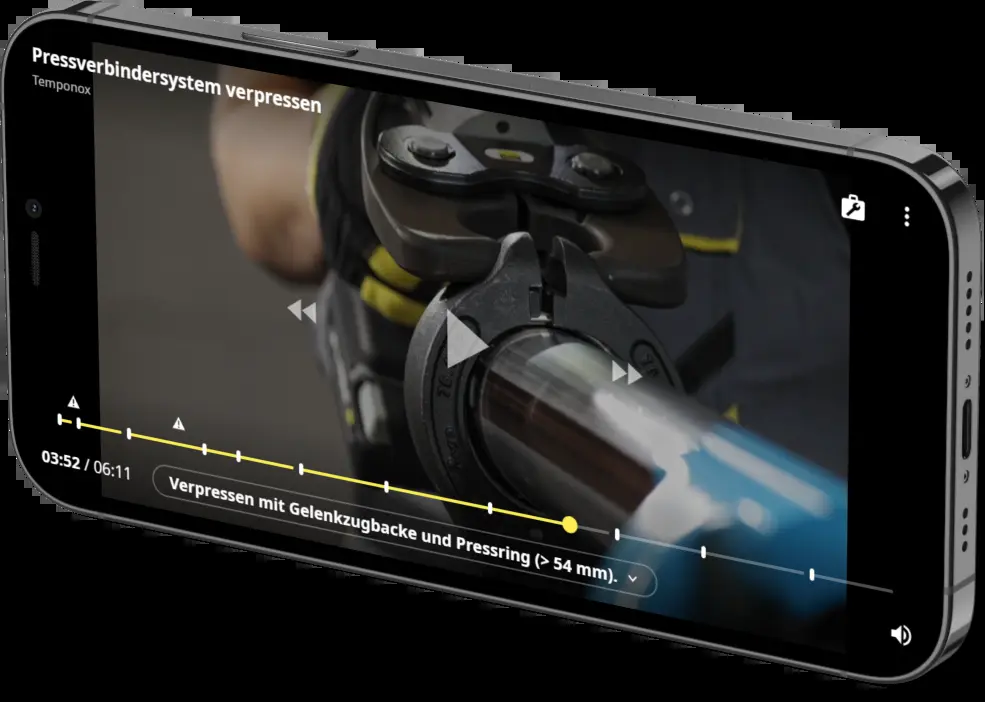 Pressverbindersystem verpressen
Temponox
03:52 / 06:11
Verpressen mit Gelenkzugbacke und Pressring (> 54 mm).